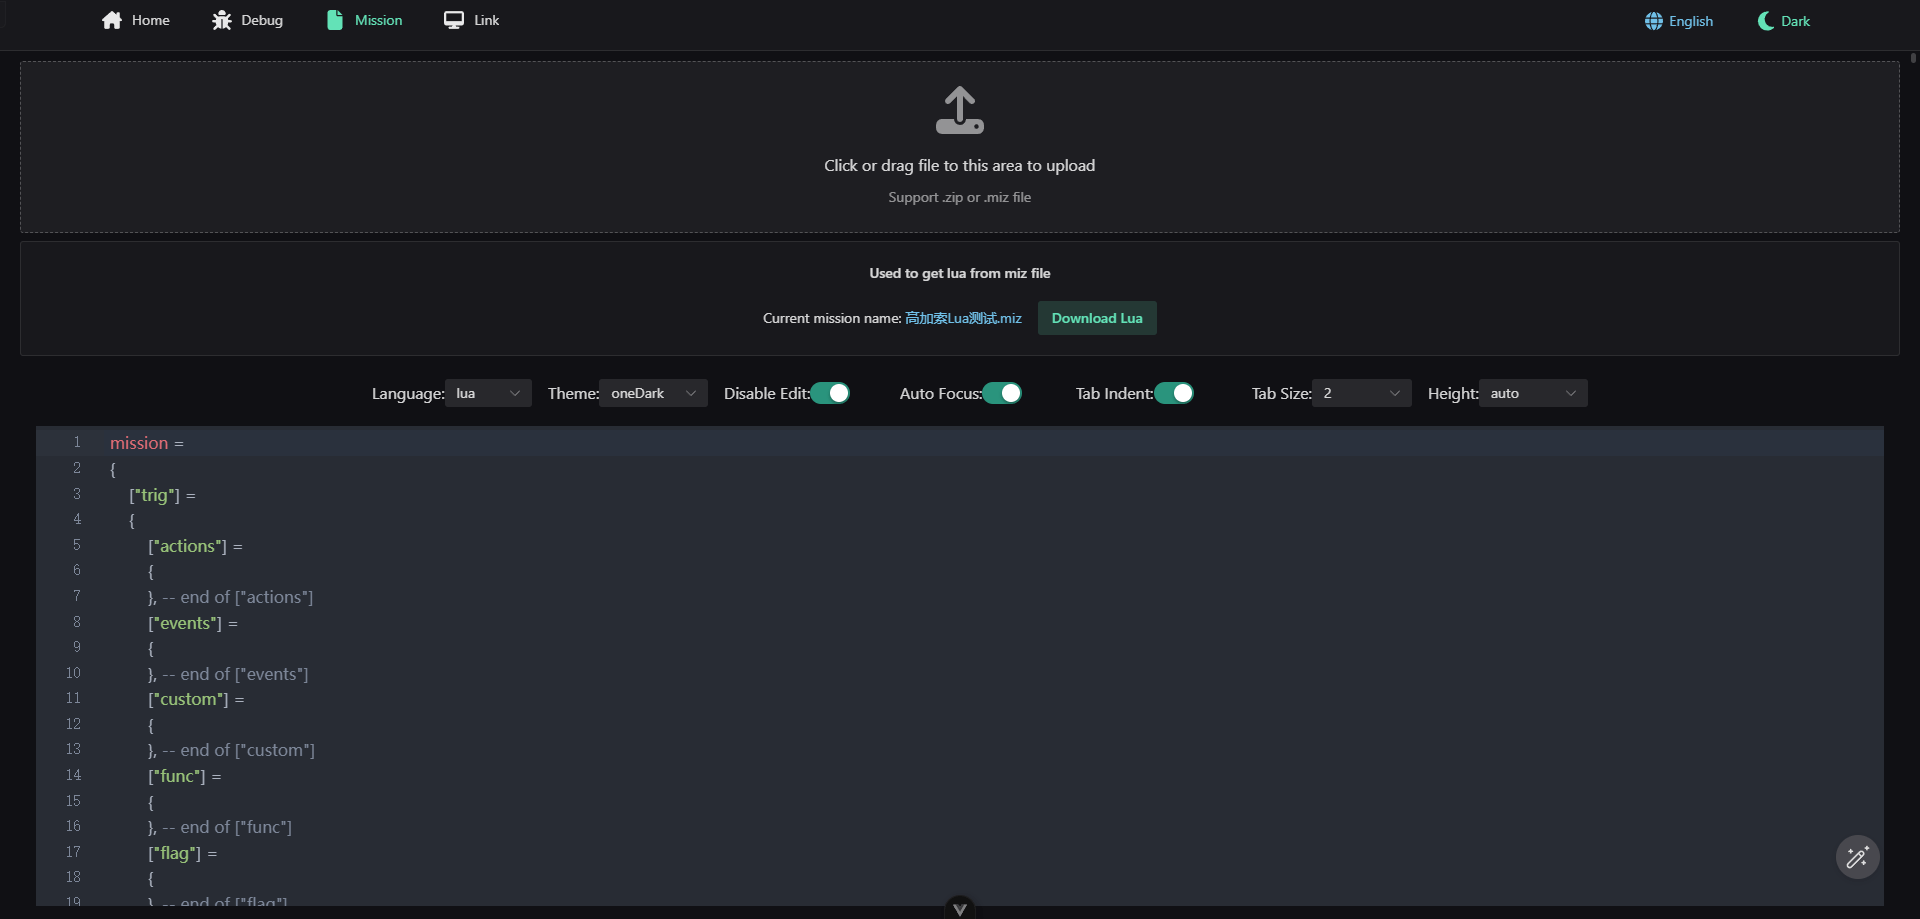 Home Debug Mission Link English Dark
Click or drag file to this area to upload
Support .zip or .miz file
Used to get lua from miz file
Current mission name: 高加索Lua测试.miz Download Lua
Language: lua Theme: oneDark Disable Edit: Auto Focus: Tab Indent: Tab Size: 2 Height: auto
1 mission =
2 {
3 ["trig"] =
4 {
5 ["actions"] =
6 {
7 }, -- end of ["actions"]
8 ["events"] =
9 {
10 }, -- end of ["events"]
11 ["custom"] =
12 {
13 }, -- end of ["custom"]
14 ["func"] =
15 {
16 }, -- end of ["func"]
17 ["flag"] =
18 {
19 }, -- end of ["flag"]